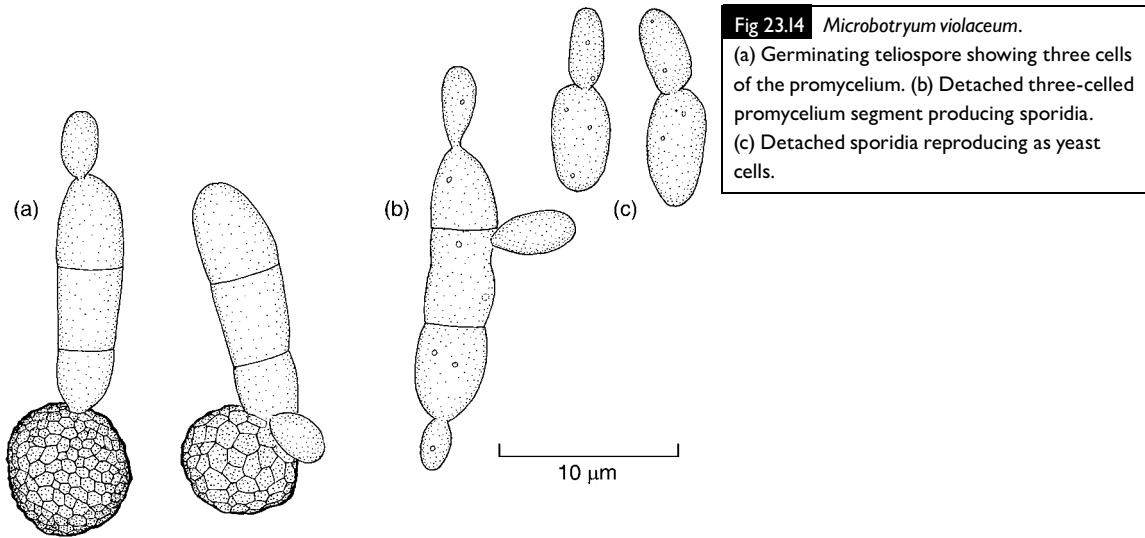 Fig 23.14 Microbotryum violaceum.
(a) Germinating teliospore showing three cells
of the promycelium. (b) Detached three-celled
promycelium segment producing sporidia.
(c) Detached sporidia reproducing as yeast
cells.
(a)
(b)
(c)
10 μm